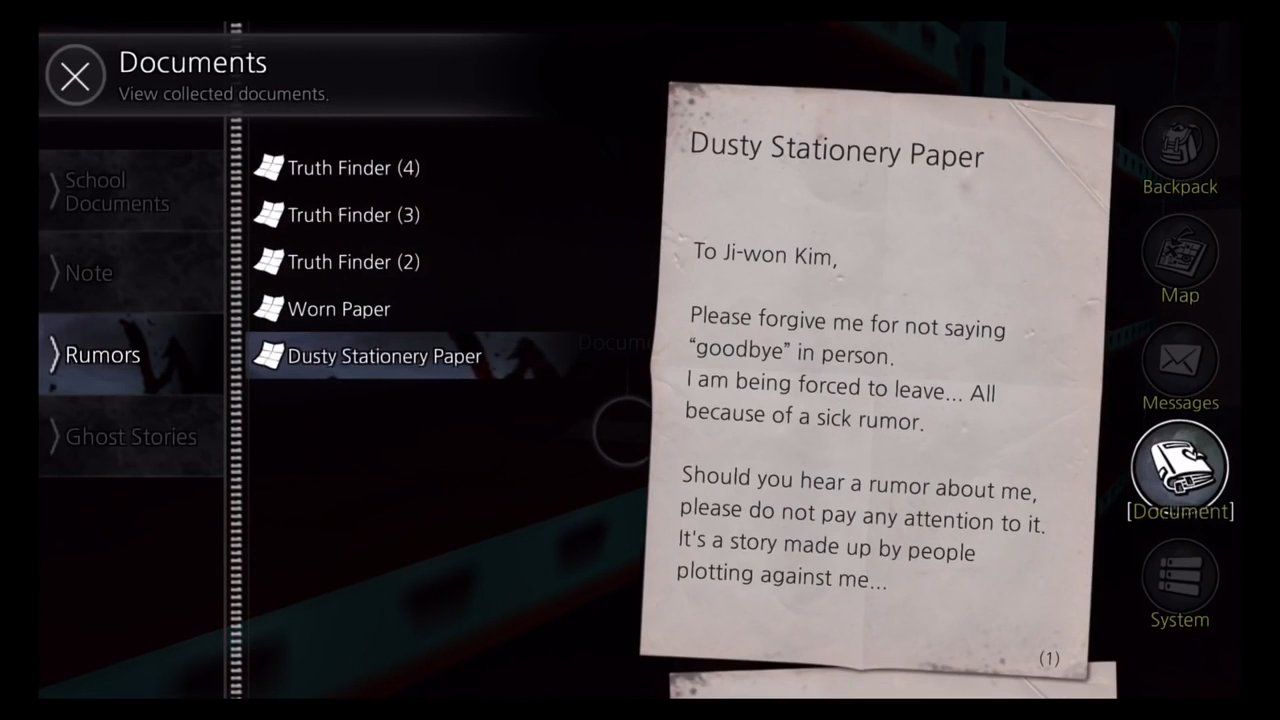 Documents
View collected documents.
School
Documents
Note
Rumors
Ghost Stories
Truth Finder (4)
Truth Finder (3)
Truth Finder (2)
Worn Paper
Dusty Stationery Paper
Dusty Stationery Paper
To Ji-won Kim,
Please forgive me for not saying
“goodbye” in person.
I am being forced to leave... All
because of a sick rumor.
Should you hear a rumor about me,
please do not pay any attention to it.
It's a story made up by people
plotting against me...
(1)
Backpack
Map
Messages
[Document]
System